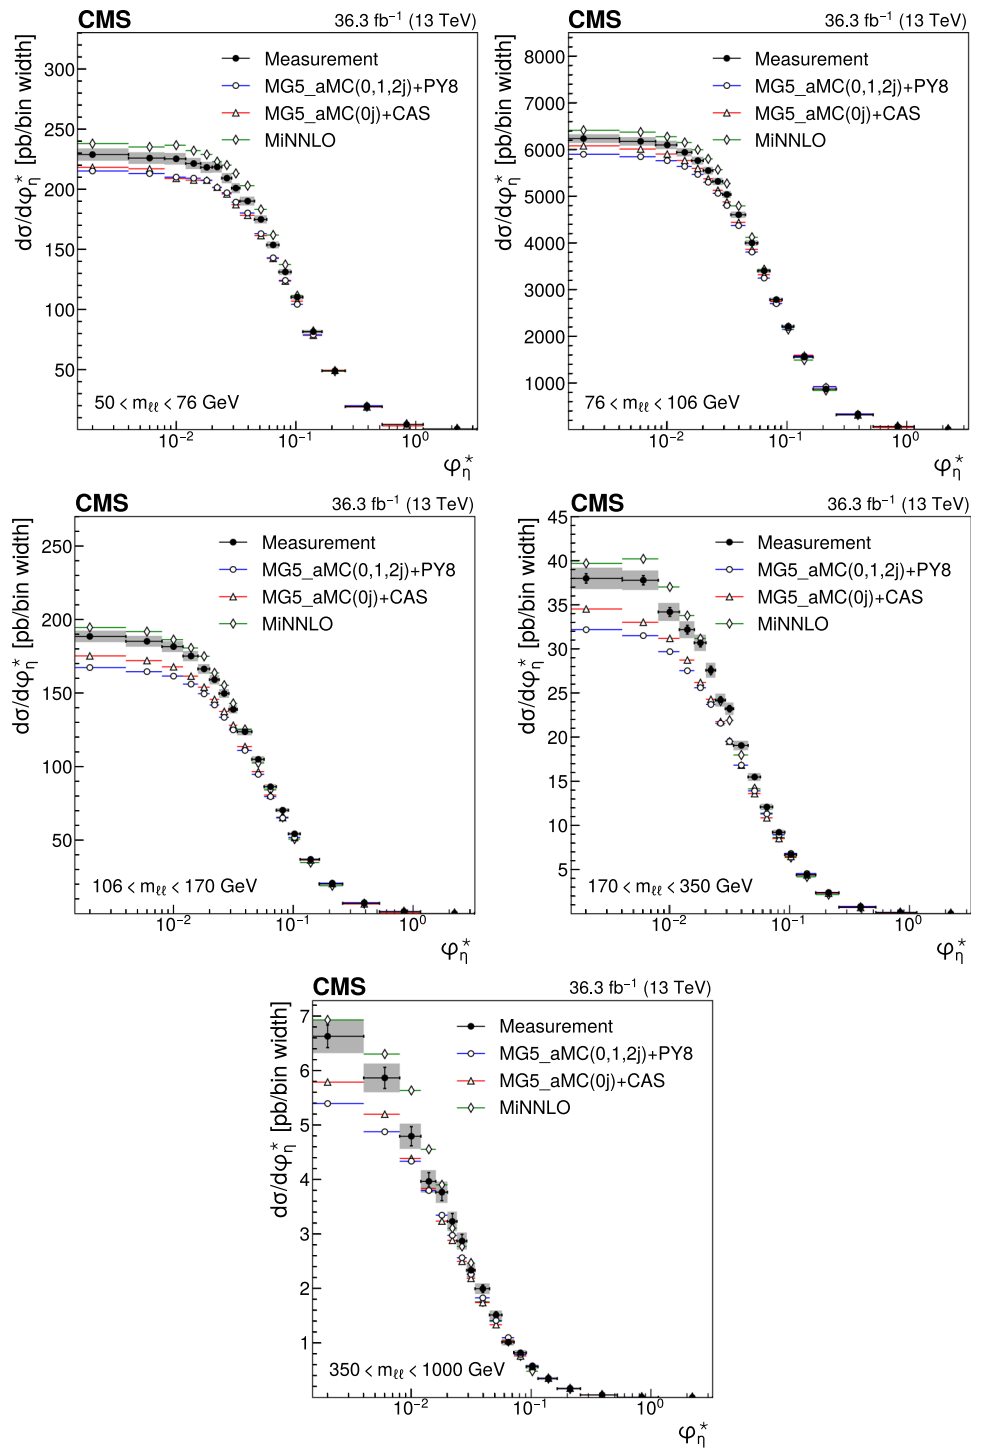 CMS 36.3 fb⁻¹ (13 TeV)
dσ/dφ*η [pb/bin width]
300
250
200
150
100
50
Measurement
MG5_aMC(0,1,2j)+PY8
MG5_aMC(0j)+CAS
MiNNLO
50 < mℓℓ < 76 GeV
10⁻² 10⁻¹ 10⁰
φ*η
CMS 36.3 fb⁻¹ (13 TeV)
dσ/dφ*η [pb/bin width]
8000
7000
6000
5000
4000
3000
2000
1000
Measurement
MG5_aMC(0,1,2j)+PY8
MG5_aMC(0j)+CAS
MiNNLO
76 < mℓℓ < 106 GeV
10⁻² 10⁻¹ 10⁰
φ*η
CMS 36.3 fb⁻¹ (13 TeV)
dσ/dφ*η [pb/bin width]
250
200
150
100
50
Measurement
MG5_aMC(0,1,2j)+PY8
MG5_aMC(0j)+CAS
MiNNLO
106 < mℓℓ < 170 GeV
10⁻² 10⁻¹ 10⁰
φ*η
CMS 36.3 fb⁻¹ (13 TeV)
dσ/dφ*η [pb/bin width]
45
40
35
30
25
20
15
10
5
Measurement
MG5_aMC(0,1,2j)+PY8
MG5_aMC(0j)+CAS
MiNNLO
170 < mℓℓ < 350 GeV
10⁻² 10⁻¹ 10⁰
φ*η
CMS 36.3 fb⁻¹ (13 TeV)
dσ/dφ*η [pb/bin width]
7
6
5
4
3
2
1
Measurement
MG5_aMC(0,1,2j)+PY8
MG5_aMC(0j)+CAS
MiNNLO
350 < mℓℓ < 1000 GeV
10⁻² 10⁻¹ 10⁰
φ*η